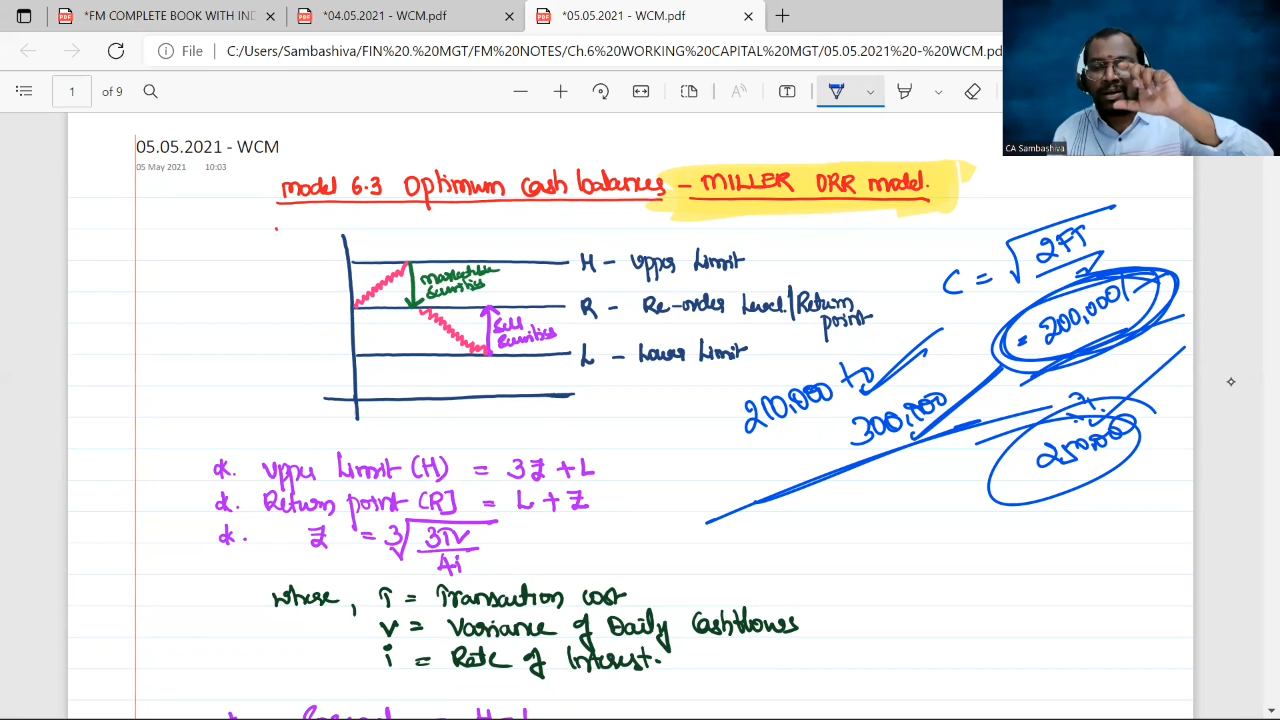 *FM COMPLETE BOOK WITH IND
*04.05.2021 - WCM.pdf
*05.05.2021 - WCM.pdf
File
C:/Users/Sambashiva/FIN%20.%20MGT/FM%20NOTES/Ch.6%20WORKING%20CAPITAL%20MGT/05.05.2021%20-%20WCM.pd
1 of 9
CA Sambashiva
05.05.2021 - WCM
05 May 2021 10:03
model 6.3 Optimum cash balances - MILLER ORR model.
H - Upper Limit
Marketable
Securities
R - Re-order Level/Return
point
Sell
Securities
L - Lower Limit
C = √2FT
= 200,000/-
210,000 to
300,000
Upper Limit (H) = 3Z + L
Return point (R) = L + Z
Z = 3√3TV
4i
where, T = Transaction cost
V = Variance of Daily Cashflows
i = Rate of Interest.